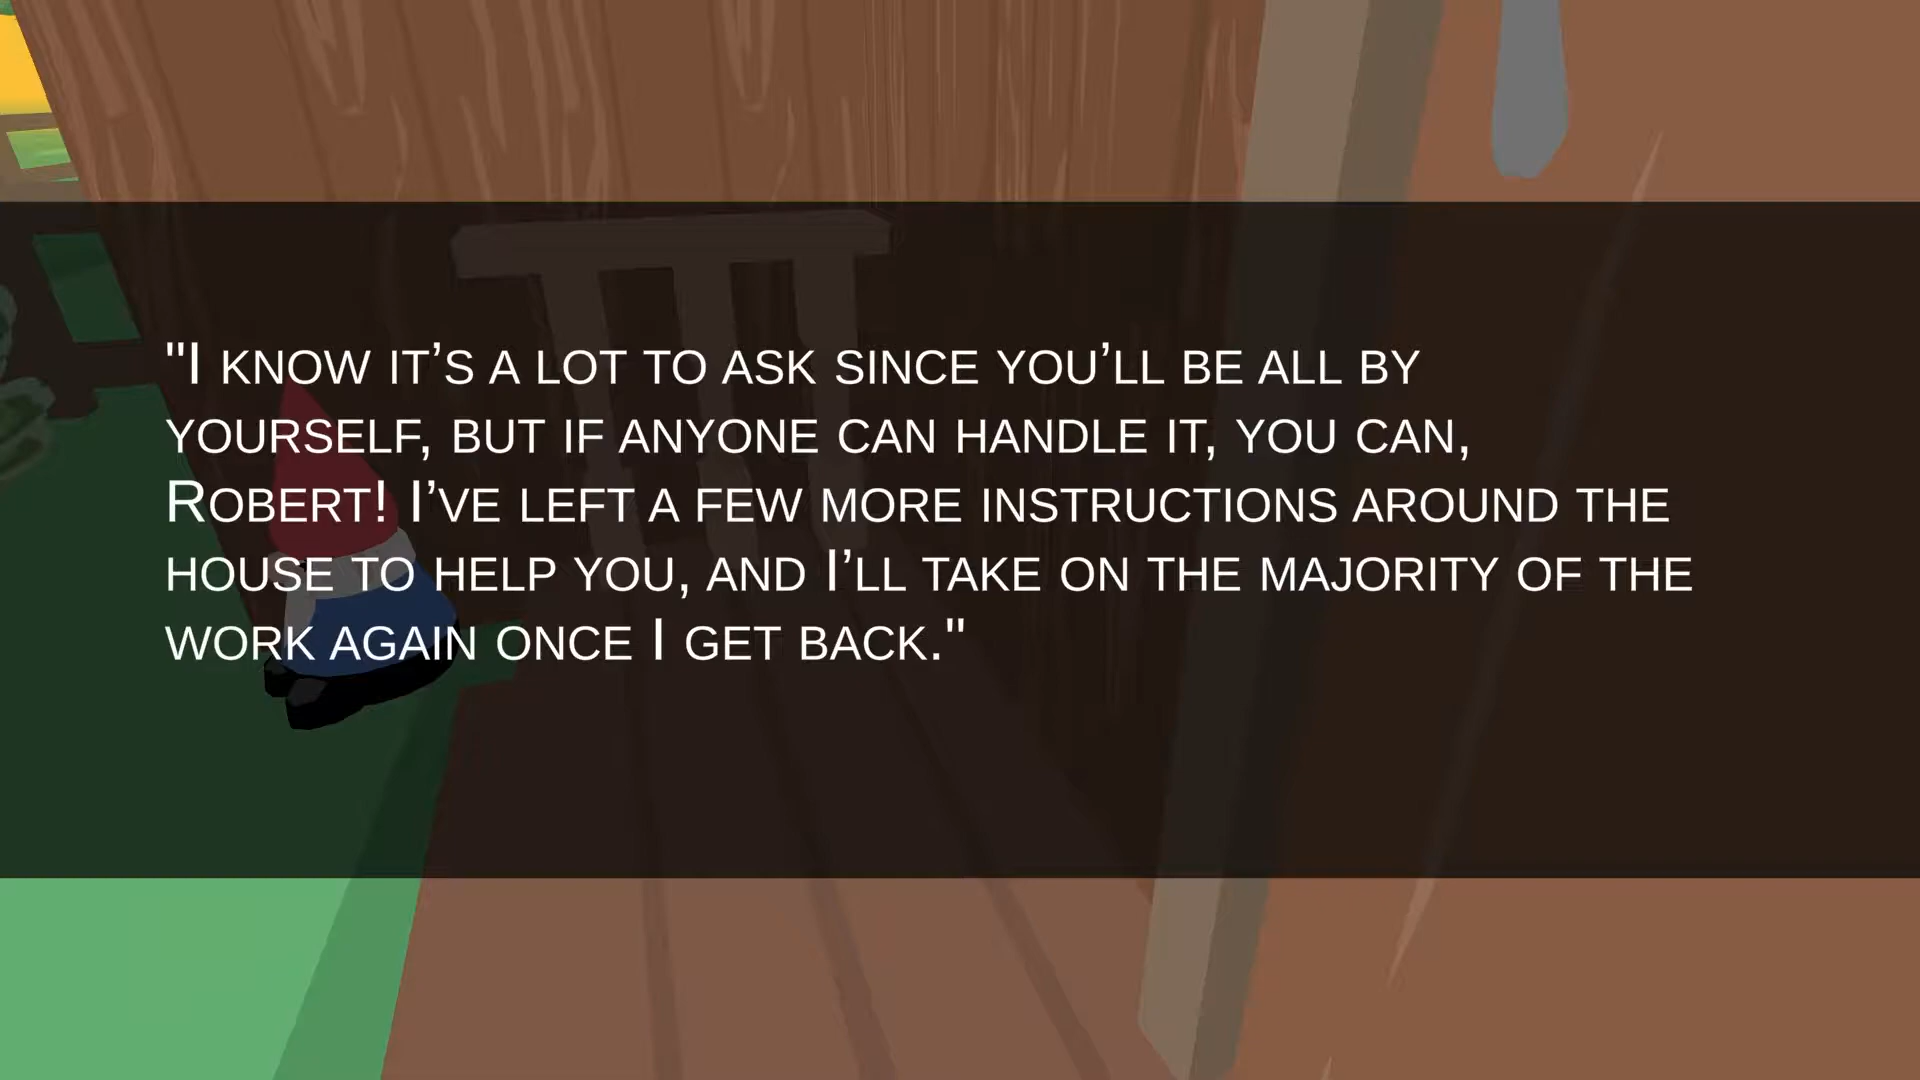 "I KNOW IT’S A LOT TO ASK SINCE YOU’LL BE ALL BY
YOURSELF, BUT IF ANYONE CAN HANDLE IT, YOU CAN,
ROBERT! I’VE LEFT A FEW MORE INSTRUCTIONS AROUND THE
HOUSE TO HELP YOU, AND I’LL TAKE ON THE MAJORITY OF THE
WORK AGAIN ONCE I GET BACK."